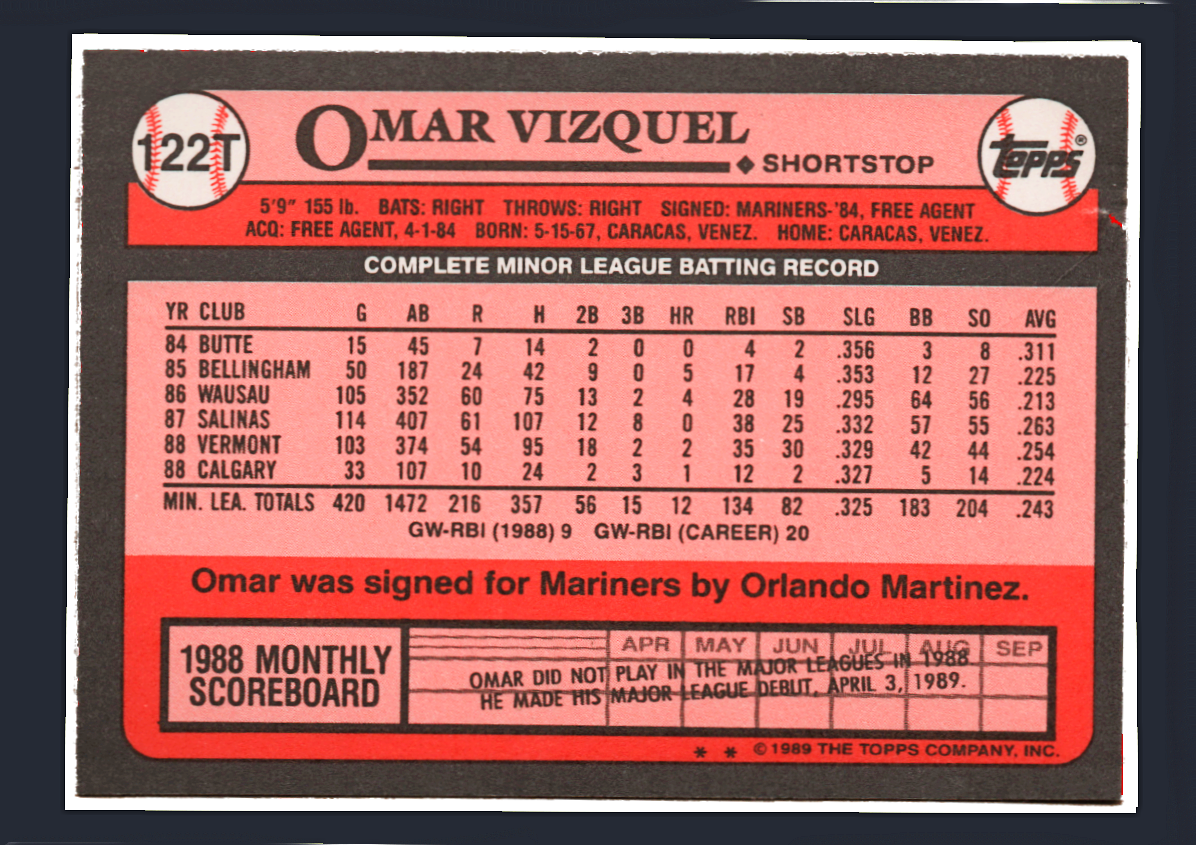 122T
OMAR VIZQUEL
SHORTSTOP
topps®
5'9" 155 lb. BATS: RIGHT THROWS: RIGHT SIGNED: MARINERS-'84, FREE AGENT
ACQ: FREE AGENT, 4-1-84 BORN: 5-15-67, CARACAS, VENEZ. HOME: CARACAS, VENEZ.
COMPLETE MINOR LEAGUE BATTING RECORD
YR CLUB G AB R H 2B 3B HR RBI SB SLG BB SO AVG
84 BUTTE 15 45 7 14 2 0 0 4 2 .356 3 8 .311
85 BELLINGHAM 50 187 24 42 9 0 5 17 4 .353 12 27 .225
86 WAUSAU 105 352 60 75 13 2 4 28 19 .295 64 56 .213
87 SALINAS 114 407 61 107 12 8 0 38 25 .332 57 55 .263
88 VERMONT 103 374 54 95 18 2 2 35 30 .329 42 44 .254
88 CALGARY 33 107 10 24 2 3 1 12 2 .327 5 14 .224
MIN. LEA. TOTALS 420 1472 216 357 56 15 12 134 82 .325 183 204 .243
GW-RBI (1988) 9 GW-RBI (CAREER) 20
Omar was signed for Mariners by Orlando Martinez.
1988 MONTHLY
SCOREBOARD
APR MAY JUN JUL AUG SEP
OMAR DID NOT PLAY IN THE MAJOR LEAGUES IN 1988
HE MADE HIS MAJOR LEAGUE DEBUT, APRIL 3, 1989.
* * © 1989 THE TOPPS COMPANY, INC.